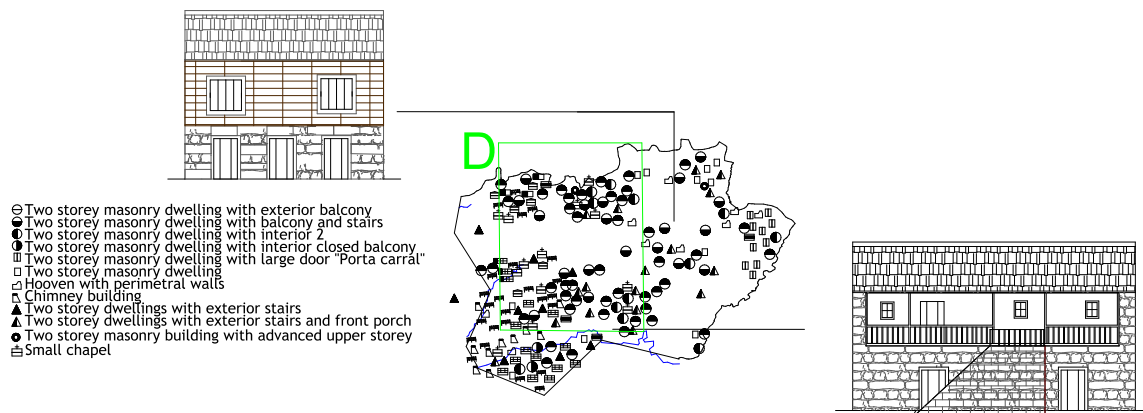 D
Two storey masonry dwelling with exterior balcony
Two storey masonry dwelling with balcony and stairs
Two storey masonry dwelling with interior 2
Two storey masonry dwelling with interior closed balcony
Two storey masonry dwelling with large door "Porta carral"
Two storey masonry dwelling
Hooven with perimetral walls
Chimney building
Two storey dwellings with exterior stairs
Two storey dwellings with exterior stairs and front porch
Two storey masonry building with advanced upper storey
Small chapel